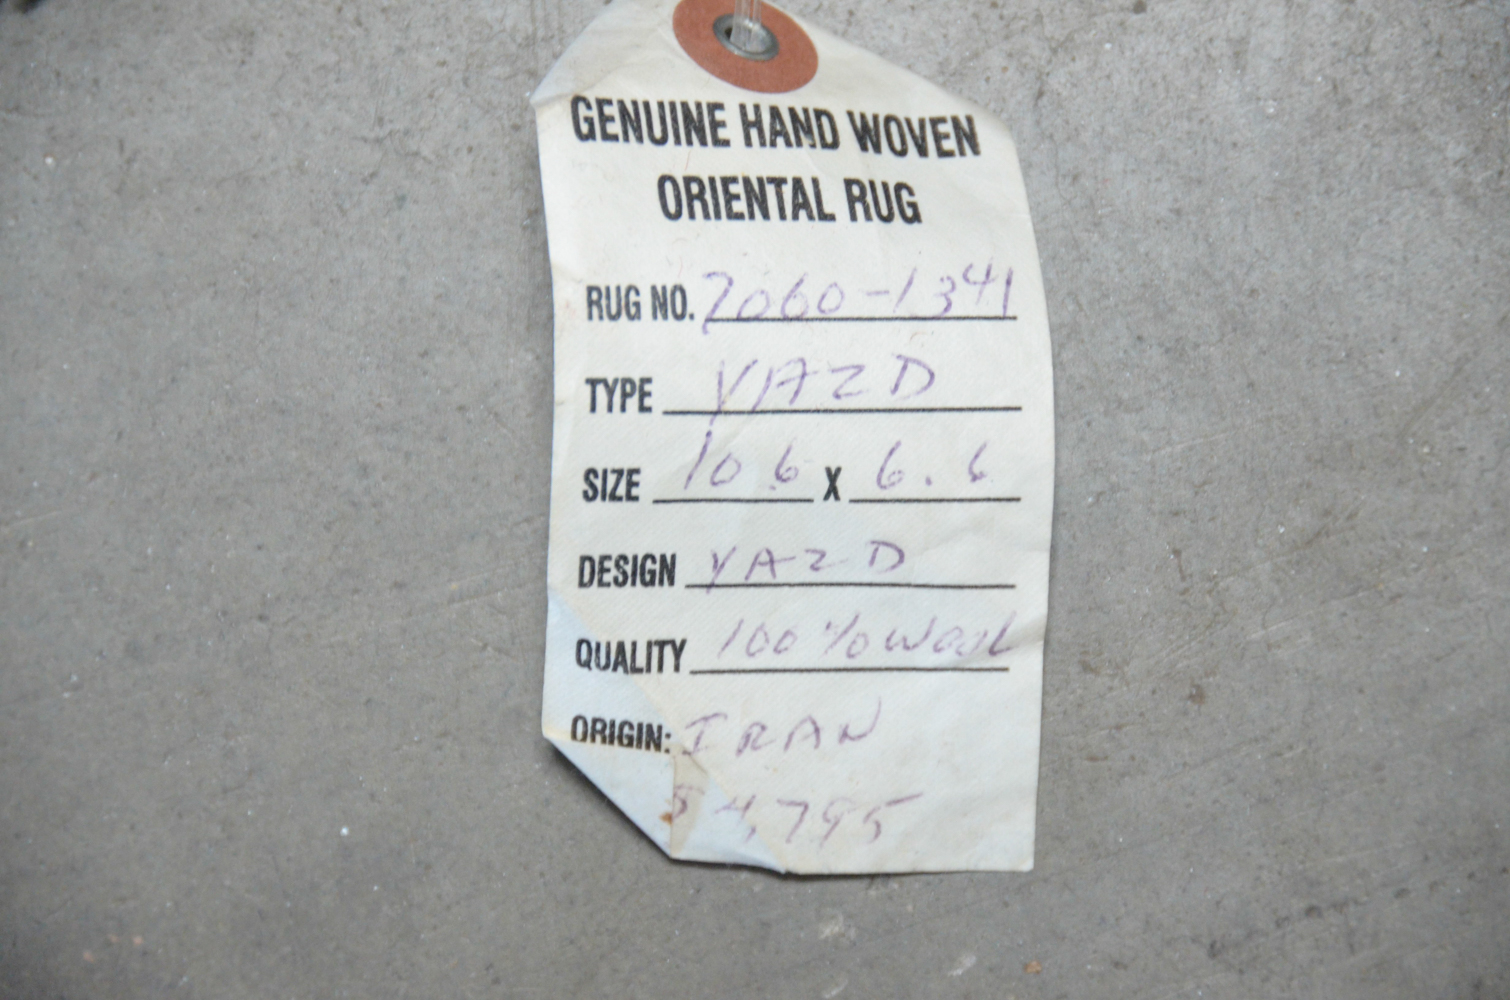 GENUINE HAND WOVEN
ORIENTAL RUG
RUG NO. 7060-1341
TYPE YAZD
SIZE 10.6 X 6.6
DESIGN YAZD
QUALITY 100% Wool
ORIGIN: IRAN
$4,795